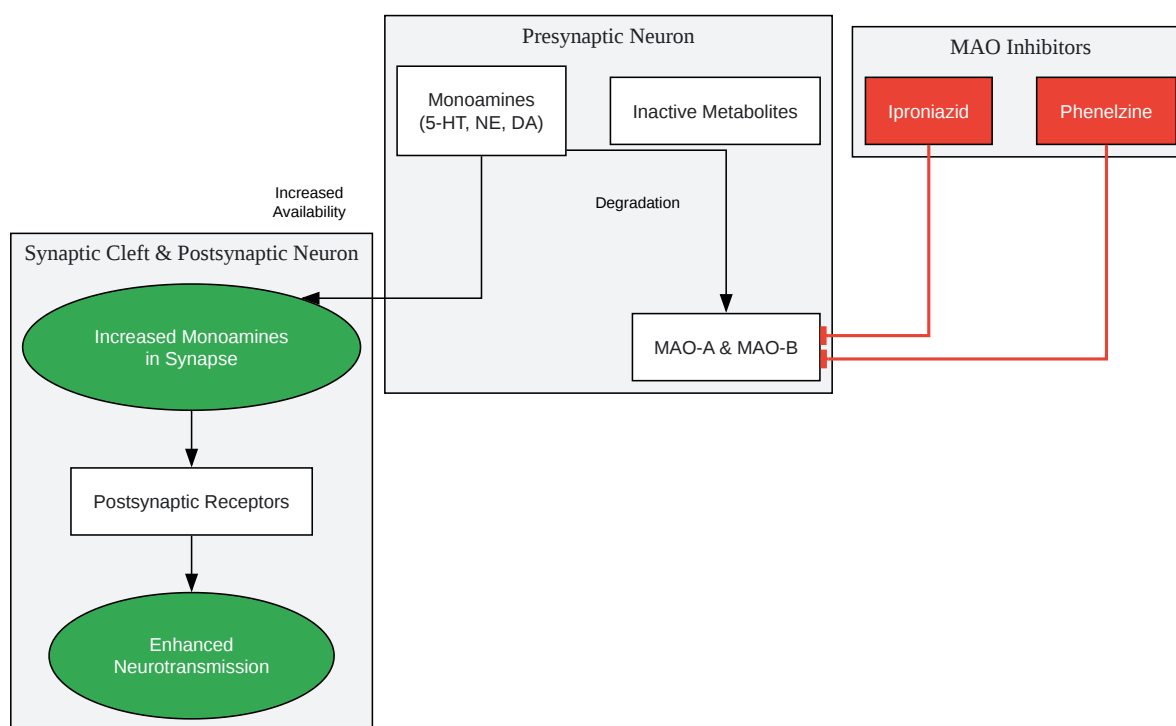 Presynaptic Neuron
MAO Inhibitors
Monoamines
(5-HT, NE, DA)
Inactive Metabolites
Iproniazid
Phenelzine
Increased
Availability
Degradation
Synaptic Cleft & Postsynaptic Neuron
Increased Monoamines
in Synapse
MAO-A & MAO-B
Postsynaptic Receptors
Enhanced
Neurotransmission